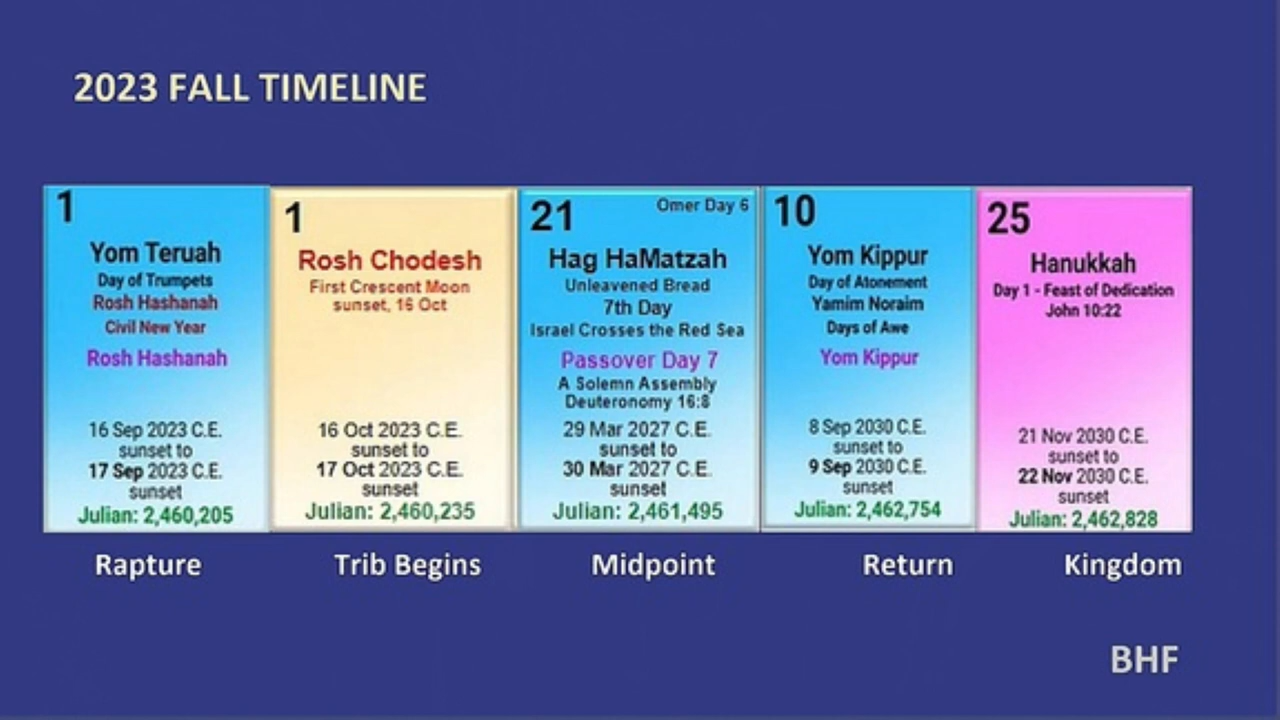 2023 FALL TIMELINE
1
Yom Teruah
Day of Trumpets
Rosh Hashanah
Civil New Year
Rosh Hashanah
16 Sep 2023 C.E.
sunset to
17 Sep 2023 C.E.
sunset
Julian: 2,460,205
Rapture
1
Rosh Chodesh
First Crescent Moon
sunset, 16 Oct
16 Oct 2023 C.E.
sunset to
17 Oct 2023 C.E.
sunset
Julian: 2,460,235
Trib Begins
21
Omer Day 6
Hag HaMatzah
Unleavened Bread
7th Day
Israel Crosses the Red Sea
Passover Day 7
A Solemn Assembly
Deuteronomy 16:8
29 Mar 2027 C.E.
sunset to
30 Mar 2027 C.E.
sunset
Julian: 2,461,495
Midpoint
10
Yom Kippur
Day of Atonement
Yamim Noraim
Days of Awe
Yom Kippur
8 Sep 2030 C.E.
sunset to
9 Sep 2030 C.E.
sunset
Julian: 2,462,754
Return
25
Hanukkah
Day 1 - Feast of Dedication
John 10:22
21 Nov 2030 C.E.
sunset to
22 Nov 2030 C.E.
sunset
Julian: 2,462,828
Kingdom
BHF